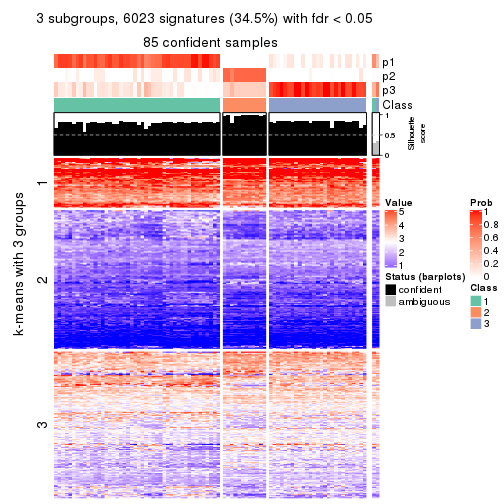 3 subgroups, 6023 signatures (34.5%) with fdr < 0.05
85 confident samples
p1
p2
p3
Class
1
0.5
0
Silhouette
score
k-means with 3 groups
1
2
3
Value
5
4
3
2
1
Status (barplots)
confident
ambiguous
Prob
1
0.8
0.6
0.4
0.2
0
Class
1
2
3